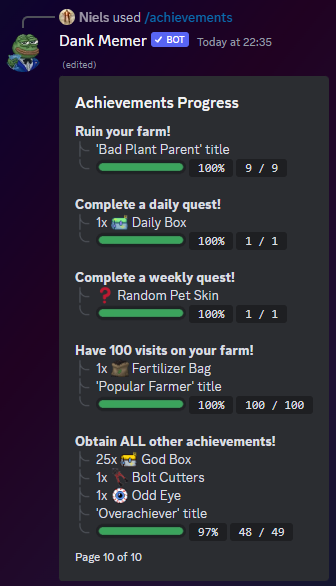 Niels used /achievements
Dank Memer ✓ BOT Today at 22:35
(edited)
Achievements Progress
Ruin your farm!
'Bad Plant Parent' title
100% 9 / 9
Complete a daily quest!
1x Daily Box
100% 1 / 1
Complete a weekly quest!
Random Pet Skin
100% 1 / 1
Have 100 visits on your farm!
1x Fertilizer Bag
'Popular Farmer' title
100% 100 / 100
Obtain ALL other achievements!
25x God Box
1x Bolt Cutters
1x Odd Eye
'Overachiever' title
97% 48 / 49
Page 10 of 10